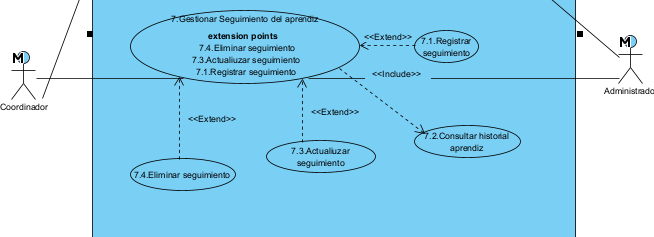 7.Gestionar Seguimiento del aprendiz
extension points
7.4.Eliminar seguimiento
7.3.Actualiuzar seguimiento
7.1.Registrar seguimiento
<<Extend>>
7.1.Registrar
seguimiento
<<Include>>
M
Coordinador
M
Administrado
<<Extend>>
<<Extend>>
7.2.Consultar historial
aprendiz
7.3.Actualiuzar
seguimiento
7.4.Eliminar seguimiento